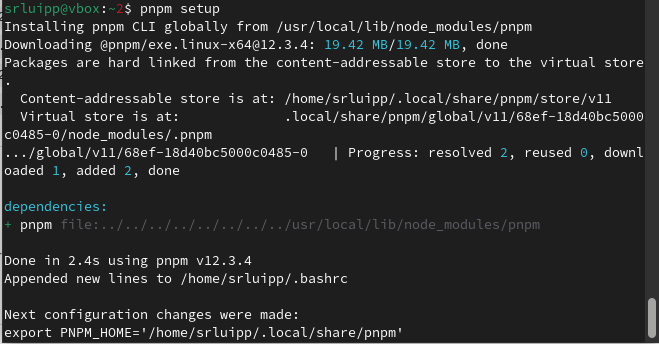 srluipp@vbox:~2$ pnpm setup
Installing pnpm CLI globally from /usr/local/lib/node_modules/pnpm
Downloading @pnpm/exe.linux-x64@12.3.4: 19.42 MB/19.42 MB, done
Packages are hard linked from the content-addressable store to the virtual store
.
  Content-addressable store is at: /home/srluipp/.local/share/pnpm/store/v11
  Virtual store is at:             .local/share/pnpm/global/v11/68ef-18d40bc5000
c0485-0/node_modules/.pnpm
.../global/v11/68ef-18d40bc5000c0485-0   | Progress: resolved 2, reused 0, downl
oaded 1, added 2, done
dependencies:
+ pnpm file:../../../../../../../../usr/local/lib/node_modules/pnpm
Done in 2.4s using pnpm v12.3.4
Appended new lines to /home/srluipp/.bashrc
Next configuration changes were made:
export PNPM_HOME='/home/srluipp/.local/share/pnpm'